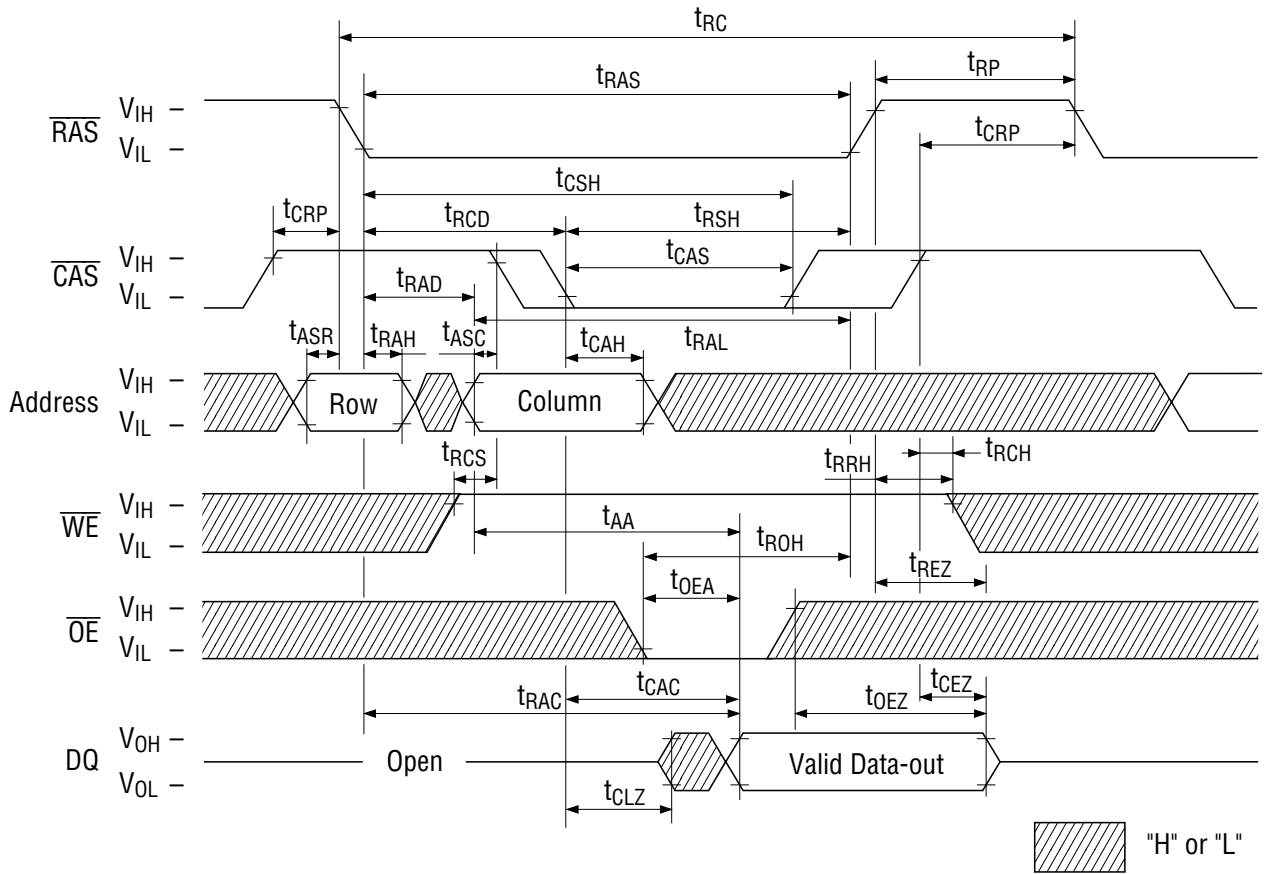 tRC
tRAS
tRP
RAS
VIH –
VIL –
tCRP
tCSH
tCRP
tRCD
tRSH
CAS
VIH –
VIL –
tCAS
tRAD
tRAL
tASR
tRAH
tASC
tCAH
Address
VIH –
VIL –
Row
Column
tRCS
tRRH
tRCH
WE
VIH –
VIL –
tAA
tROH
tREZ
tOEA
OE
VIH –
VIL –
tRAC
tCAC
tOEZ
tCEZ
DQ
VOH –
VOL –
Open
Valid Data-out
tCLZ
"H" or "L"